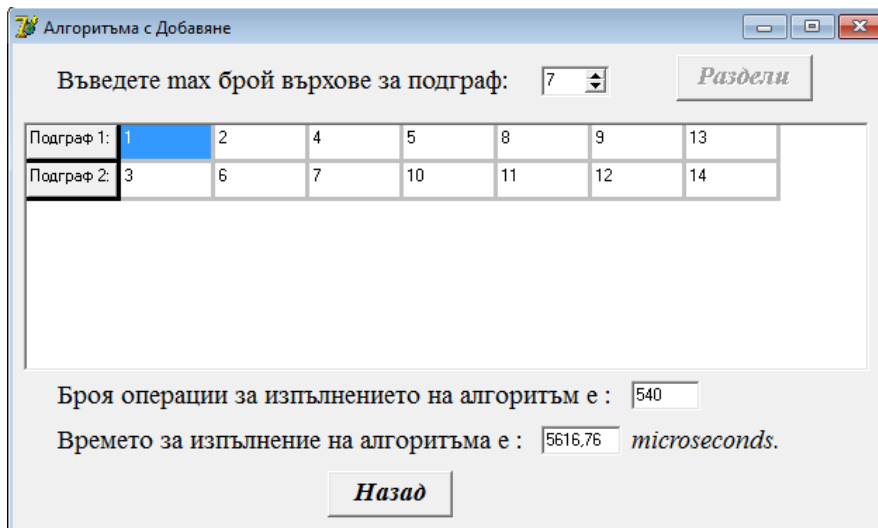 Алгоритъма с Добавяне
Въведете max брой върхове за подграф: 7 Раздели
Подграф 1: 1 2 4 5 8 9 13
Подграф 2: 3 6 7 10 11 12 14
Броя операции за изпълнението на алгоритъм е : 540
Времето за изпълнение на алгоритъма е : 5616,76 microseconds.
Назад